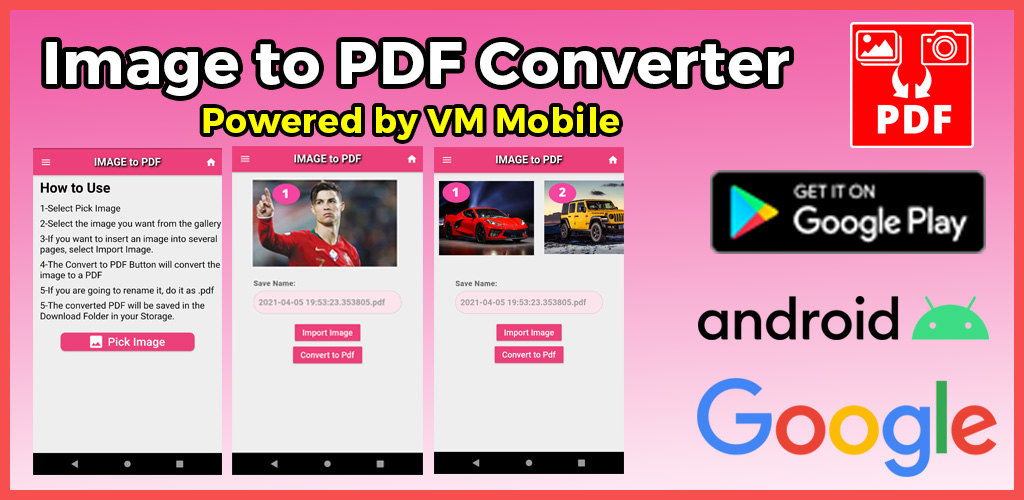 Image to PDF Converter
Powered by VM Mobile
PDF
IMAGE to PDF
How to Use
1-Select Pick Image
2-Select the image you want from the gallery
3-If you want to insert an image into several
pages, select Import Image.
4-The Convert to PDF Button will convert the
image to a PDF
5-If you are going to rename it, do it as .pdf
5-The converted PDF will be saved in the
Download Folder in your Storage.
Pick Image
IMAGE to PDF
1
Save Name:
2021-04-05 19:53:23.353805.pdf
Import Image
Convert to Pdf
IMAGE to PDF
1
2
Save Name:
2021-04-05 19:53:23.353805.pdf
Import Image
Convert to Pdf
GET IT ON
Google Play
android
Google